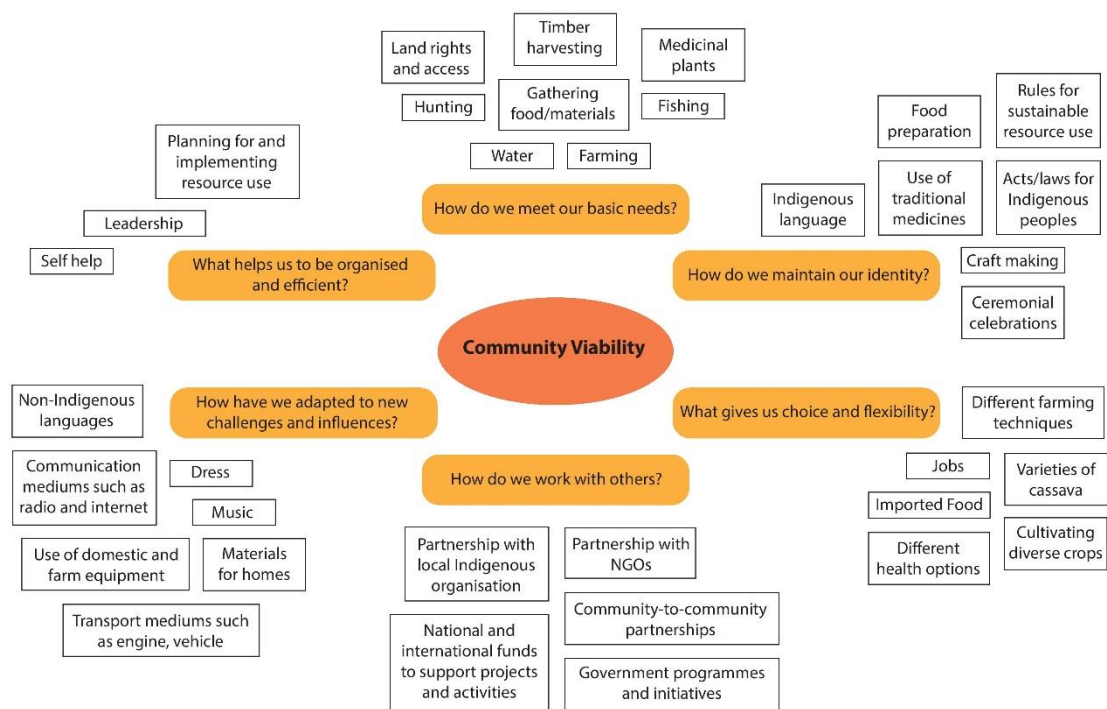 Timber
harvesting
Land rights
and access
Medicinal
plants
Hunting
Gathering
food/materials
Fishing
Water
Farming
How do we meet our basic needs?
Planning for and
implementing
resource use
Leadership
Self help
What helps us to be organised
and efficient?
Food
preparation
Rules for
sustainable
resource use
Indigenous
language
Use of
traditional
medicines
Acts/laws for
Indigenous
peoples
Craft making
Ceremonial
celebrations
How do we maintain our identity?
Community Viability
Non-Indigenous
languages
How have we adapted to new
challenges and influences?
Communication
mediums such as
radio and internet
Dress
Music
Use of domestic and
farm equipment
Materials
for homes
Transport mediums such
as engine, vehicle
How do we work with others?
Partnership with
local Indigenous
organisation
Partnership with
NGOs
National and
international funds
to support projects
and activities
Community-to-community
partnerships
Government programmes
and initiatives
What gives us choice and flexibility?
Different farming
techniques
Jobs
Varieties of
cassava
Imported Food
Different
health options
Cultivating
diverse crops